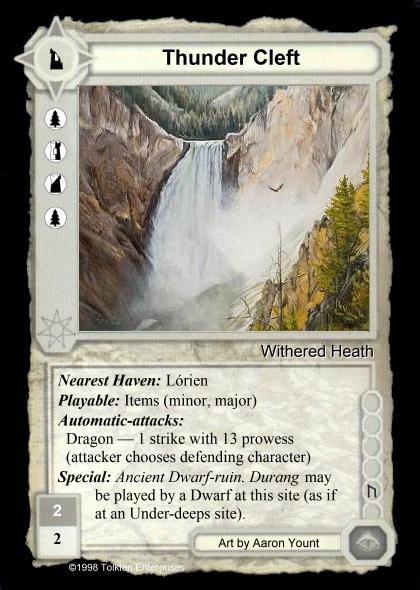 Thunder Cleft
Withered Heath
Nearest Haven: Lórien
Playable: Items (minor, major)
Automatic-attacks:
Dragon — 1 strike with 13 prowess
(attacker chooses defending character)
Special: Ancient Dwarf-ruin. Durang may
be played by a Dwarf at this site (as if
at an Under-deeps site).
2
2
Art by Aaron Yount
©1998 Tolkien Enterprises